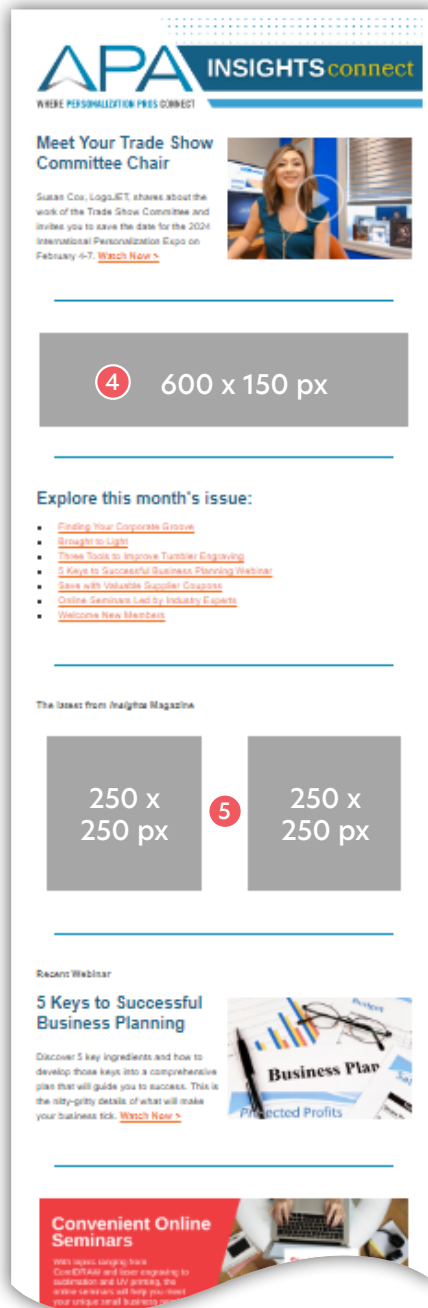 APA INSIGHTS connect
WHERE PERSONALIZATION PROS CONNECT
Meet Your Trade Show
Committee Chair
Susan Cox, LogoJET, shares about the
work of the Trade Show Committee and
invites you to save the date for the 2024
International Personalization Expo on
February 4-7. Watch Now >
4 600 x 150 px
Explore this month's issue:
Finding Your Corporate Groove
Brought to Light
Three Tools to Improve Tumbler Engraving
5 Keys to Successful Business Planning Webinar
Save with Valuable Supplier Coupons
Online Seminars Led by Industry Experts
Welcome New Members
The latest from Insights Magazine
250 x
250 px
5
250 x
250 px
Recent Webinar
5 Keys to Successful
Business Planning
Discover 5 key ingredients and how to
develop those keys into a comprehensive
plan that will guide you to success. This is
the nitty-gritty details of what will make
your business tick. Watch Now >
Budget
Business Plan
Projected Profits
Convenient Online
Seminars
With topics ranging from
CorelDRAW and laser engraving to
sublimation and UV printing, the
online seminars will help you meet
your unique small business